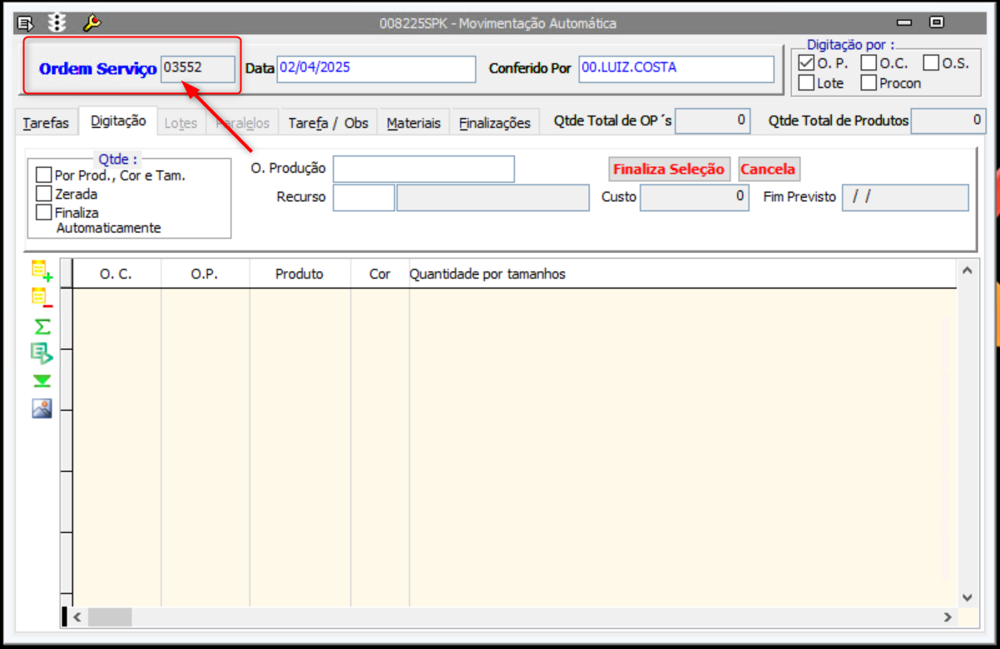 008225SPK - Movimentação Automática
Ordem Serviço 03552 Data 02/04/2025 Conferido Por 00.LUIZ.COSTA
Digitação por :
O. P. O.C. O.S.
Lote Procon
Tarefas Digitação Lotes Paralelos Tarefa / Obs Materiais Finalizações Qtde Total de OP´s 0 Qtde Total de Produtos 0
Qtde :
Por Prod., Cor e Tam.
Zerada
Finaliza
Automaticamente
O. Produção Finaliza Seleção Cancela
Recurso Custo 0 Fim Previsto / /
O. C. O.P. Produto Cor Quantidade por tamanhos